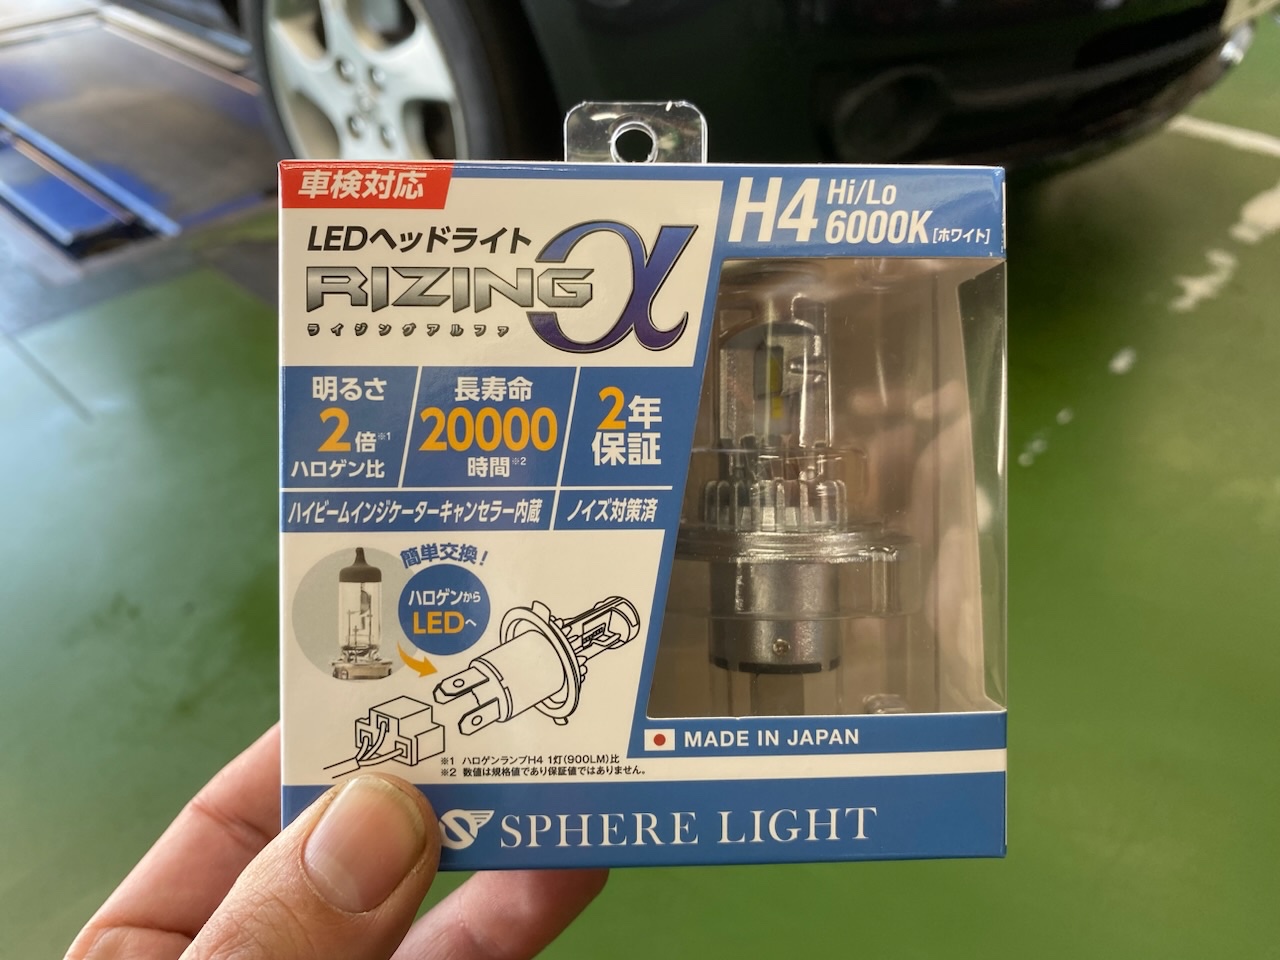 車検対応
LEDヘッドライト
RIZINGα
ライジングアルファ
H4 Hi/Lo
6000K [ホワイト]
明るさ
2倍※1
ハロゲン比
長寿命
20000
時間※2
2年
保証
ハイビームインジケーターキャンセラー内蔵
ノイズ対策済
簡単交換！
ハロゲンから
LEDへ
※1 ハロゲンランプH4 1灯(900LM)比
※2 数値は規格値であり保証値ではありません。
MADE IN JAPAN
SPHERE LIGHT